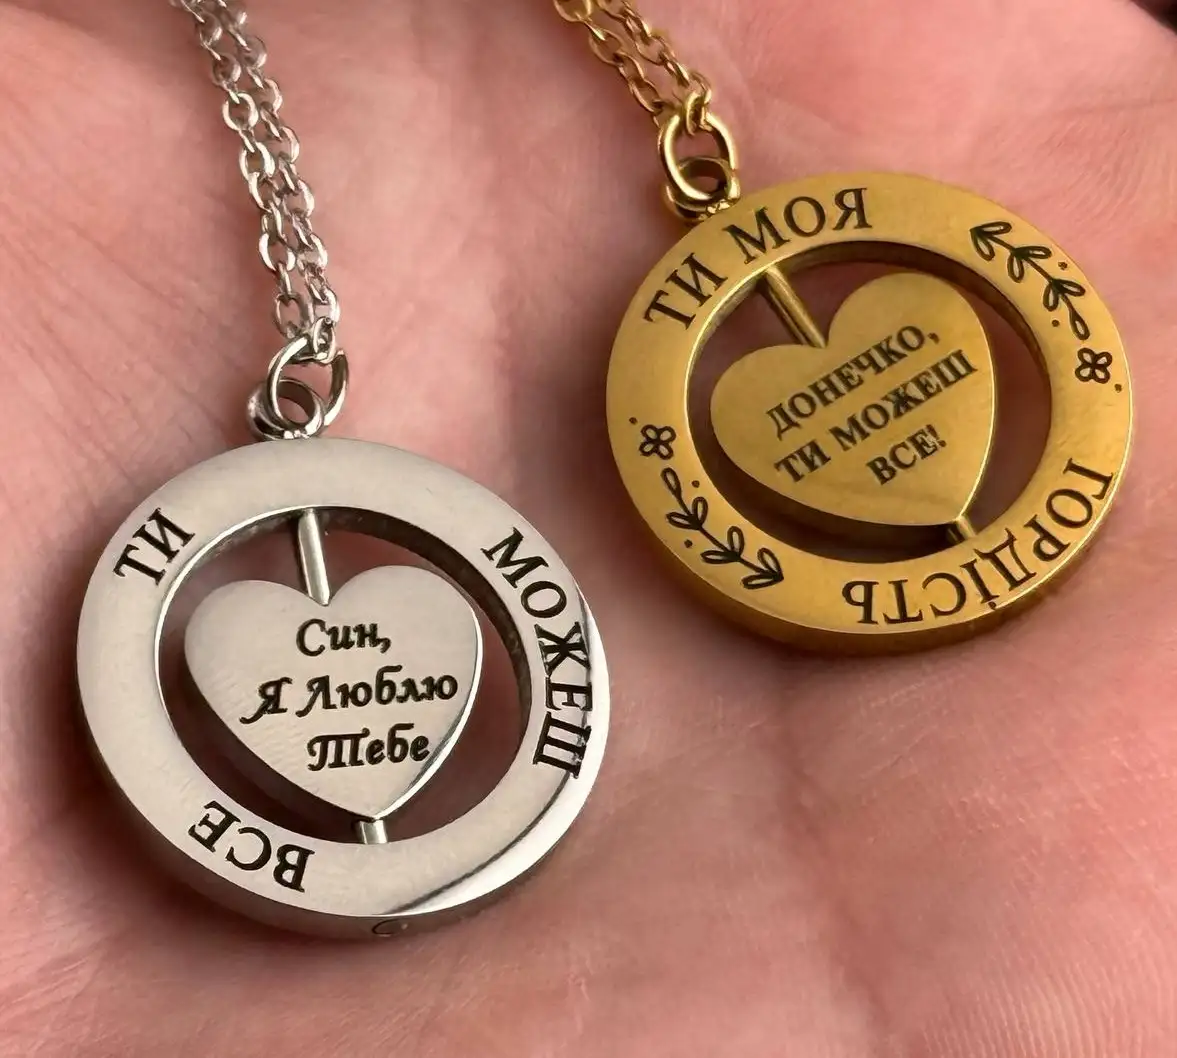 ТИ МОЖЕШ ВСЕ
Син,
Я Люблю
Тебе
ТИ МОЯ ГОРДІСТЬ
ДОНЕЧКО,
ТИ МОЖЕШ
ВСЕ!